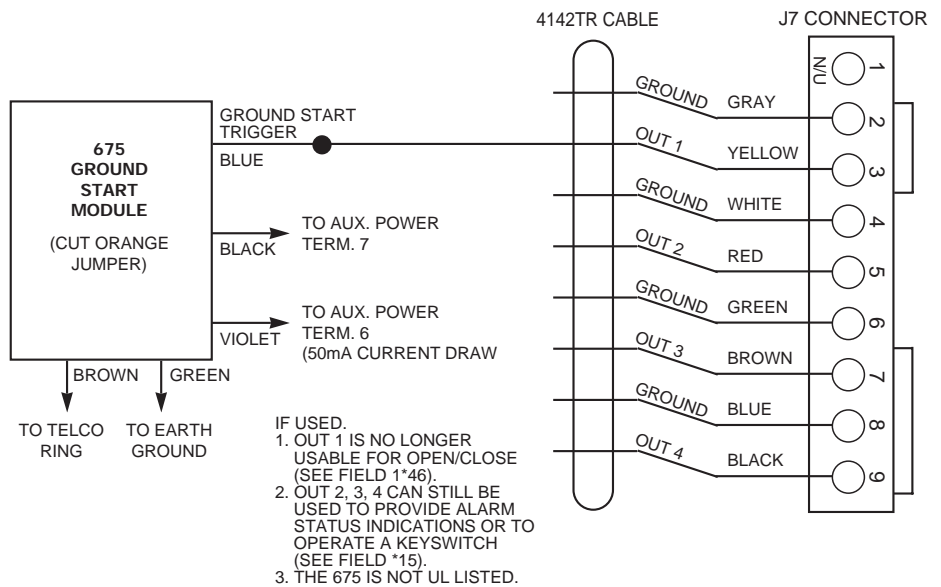 4142TR CABLE
J7 CONNECTOR
675
GROUND
START
MODULE
(CUT ORANGE
JUMPER)
GROUND START
TRIGGER
BLUE
BLACK
TO AUX. POWER
TERM. 7
VIOLET
TO AUX. POWER
TERM. 6
(50mA CURRENT DRAW
BROWN
GREEN
TO TELCO
RING
TO EARTH
GROUND
IF USED.
1. OUT 1 IS NO LONGER
USABLE FOR OPEN/CLOSE
(SEE FIELD 1*46).
2. OUT 2, 3, 4 CAN STILL BE
USED TO PROVIDE ALARM
STATUS INDICATIONS OR TO
OPERATE A KEYSWITCH
(SEE FIELD *15).
3. THE 675 IS NOT UL LISTED.
N/U 1
GROUND GRAY 2
OUT 1 YELLOW 3
GROUND WHITE 4
OUT 2 RED 5
GROUND GREEN 6
OUT 3 BROWN 7
GROUND BLUE 8
OUT 4 BLACK 9